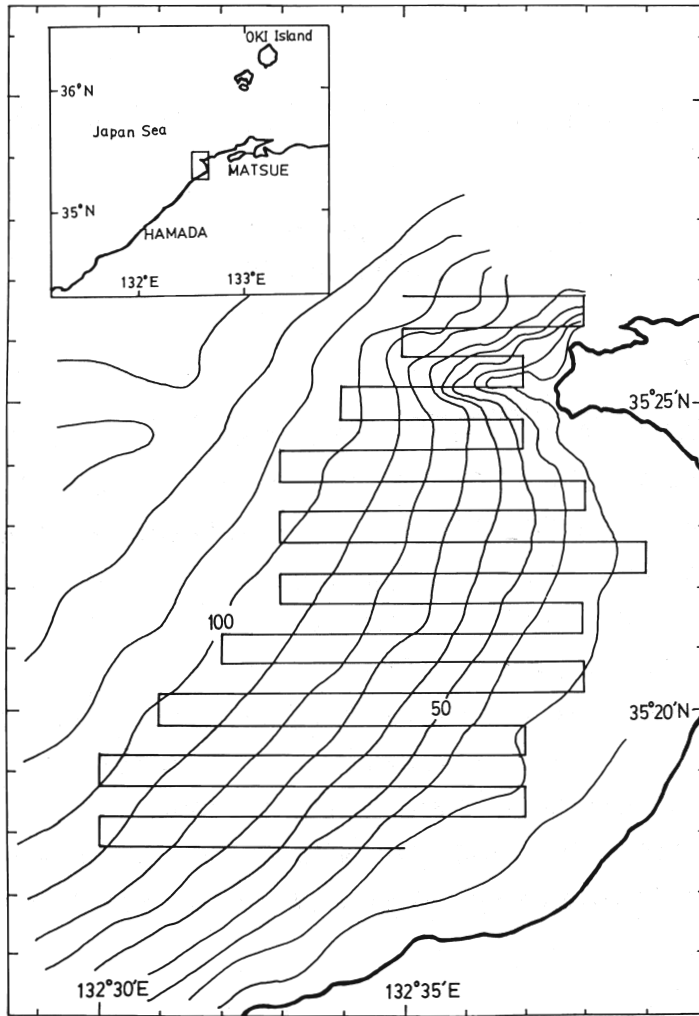 OKI Island
36°N
Japan Sea
MATSUE
35°N
HAMADA
132°E
133°E
35°25'N
100
50
35°20'N
132°30'E
132°35'E